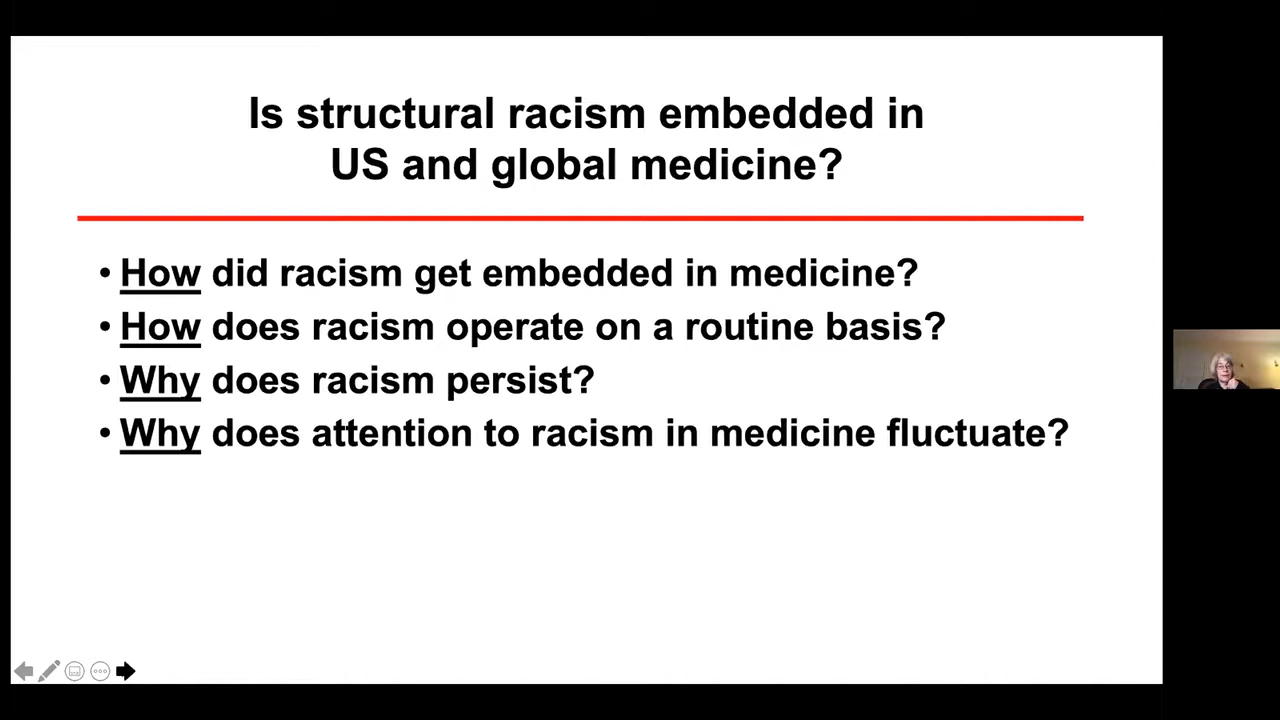 Is structural racism embedded in
US and global medicine?
• How did racism get embedded in medicine?
• How does racism operate on a routine basis?
• Why does racism persist?
• Why does attention to racism in medicine fluctuate?